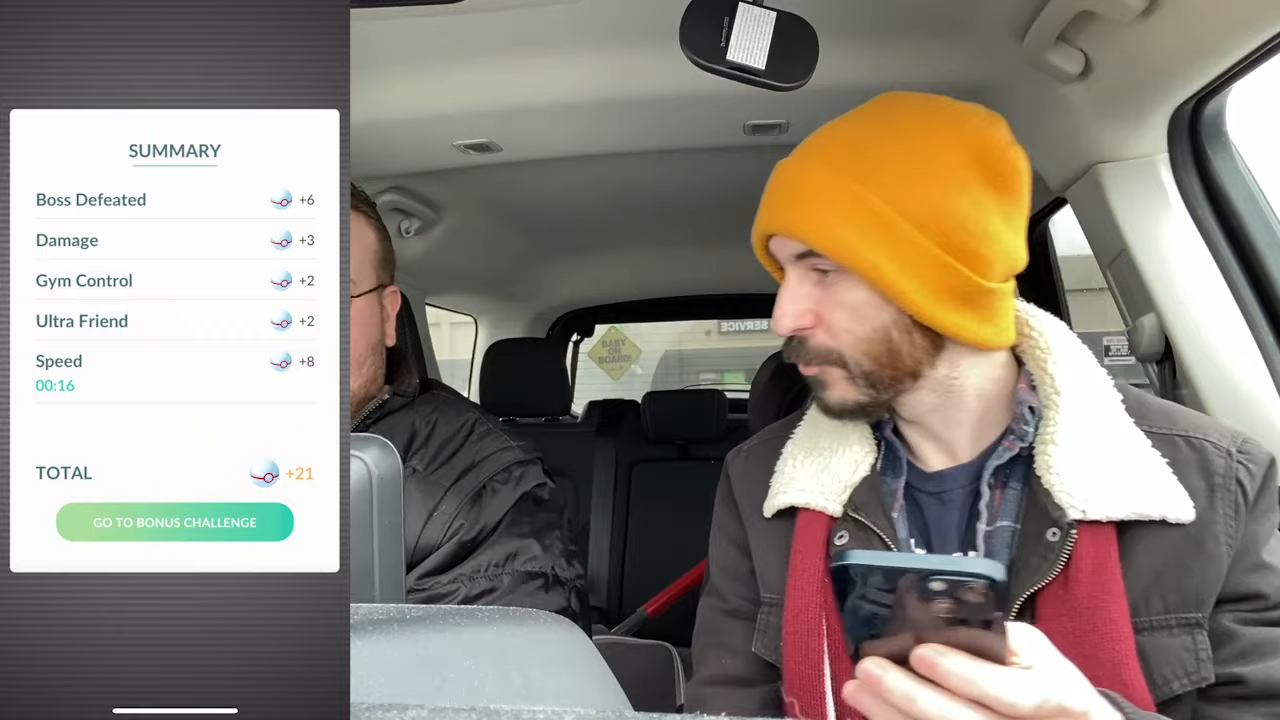 SUMMARY
Boss Defeated +6
Damage +3
Gym Control +2
Ultra Friend +2
Speed +8
00:16
TOTAL +21
GO TO BONUS CHALLENGE
SERVICE
BABY
ON
BOARD!